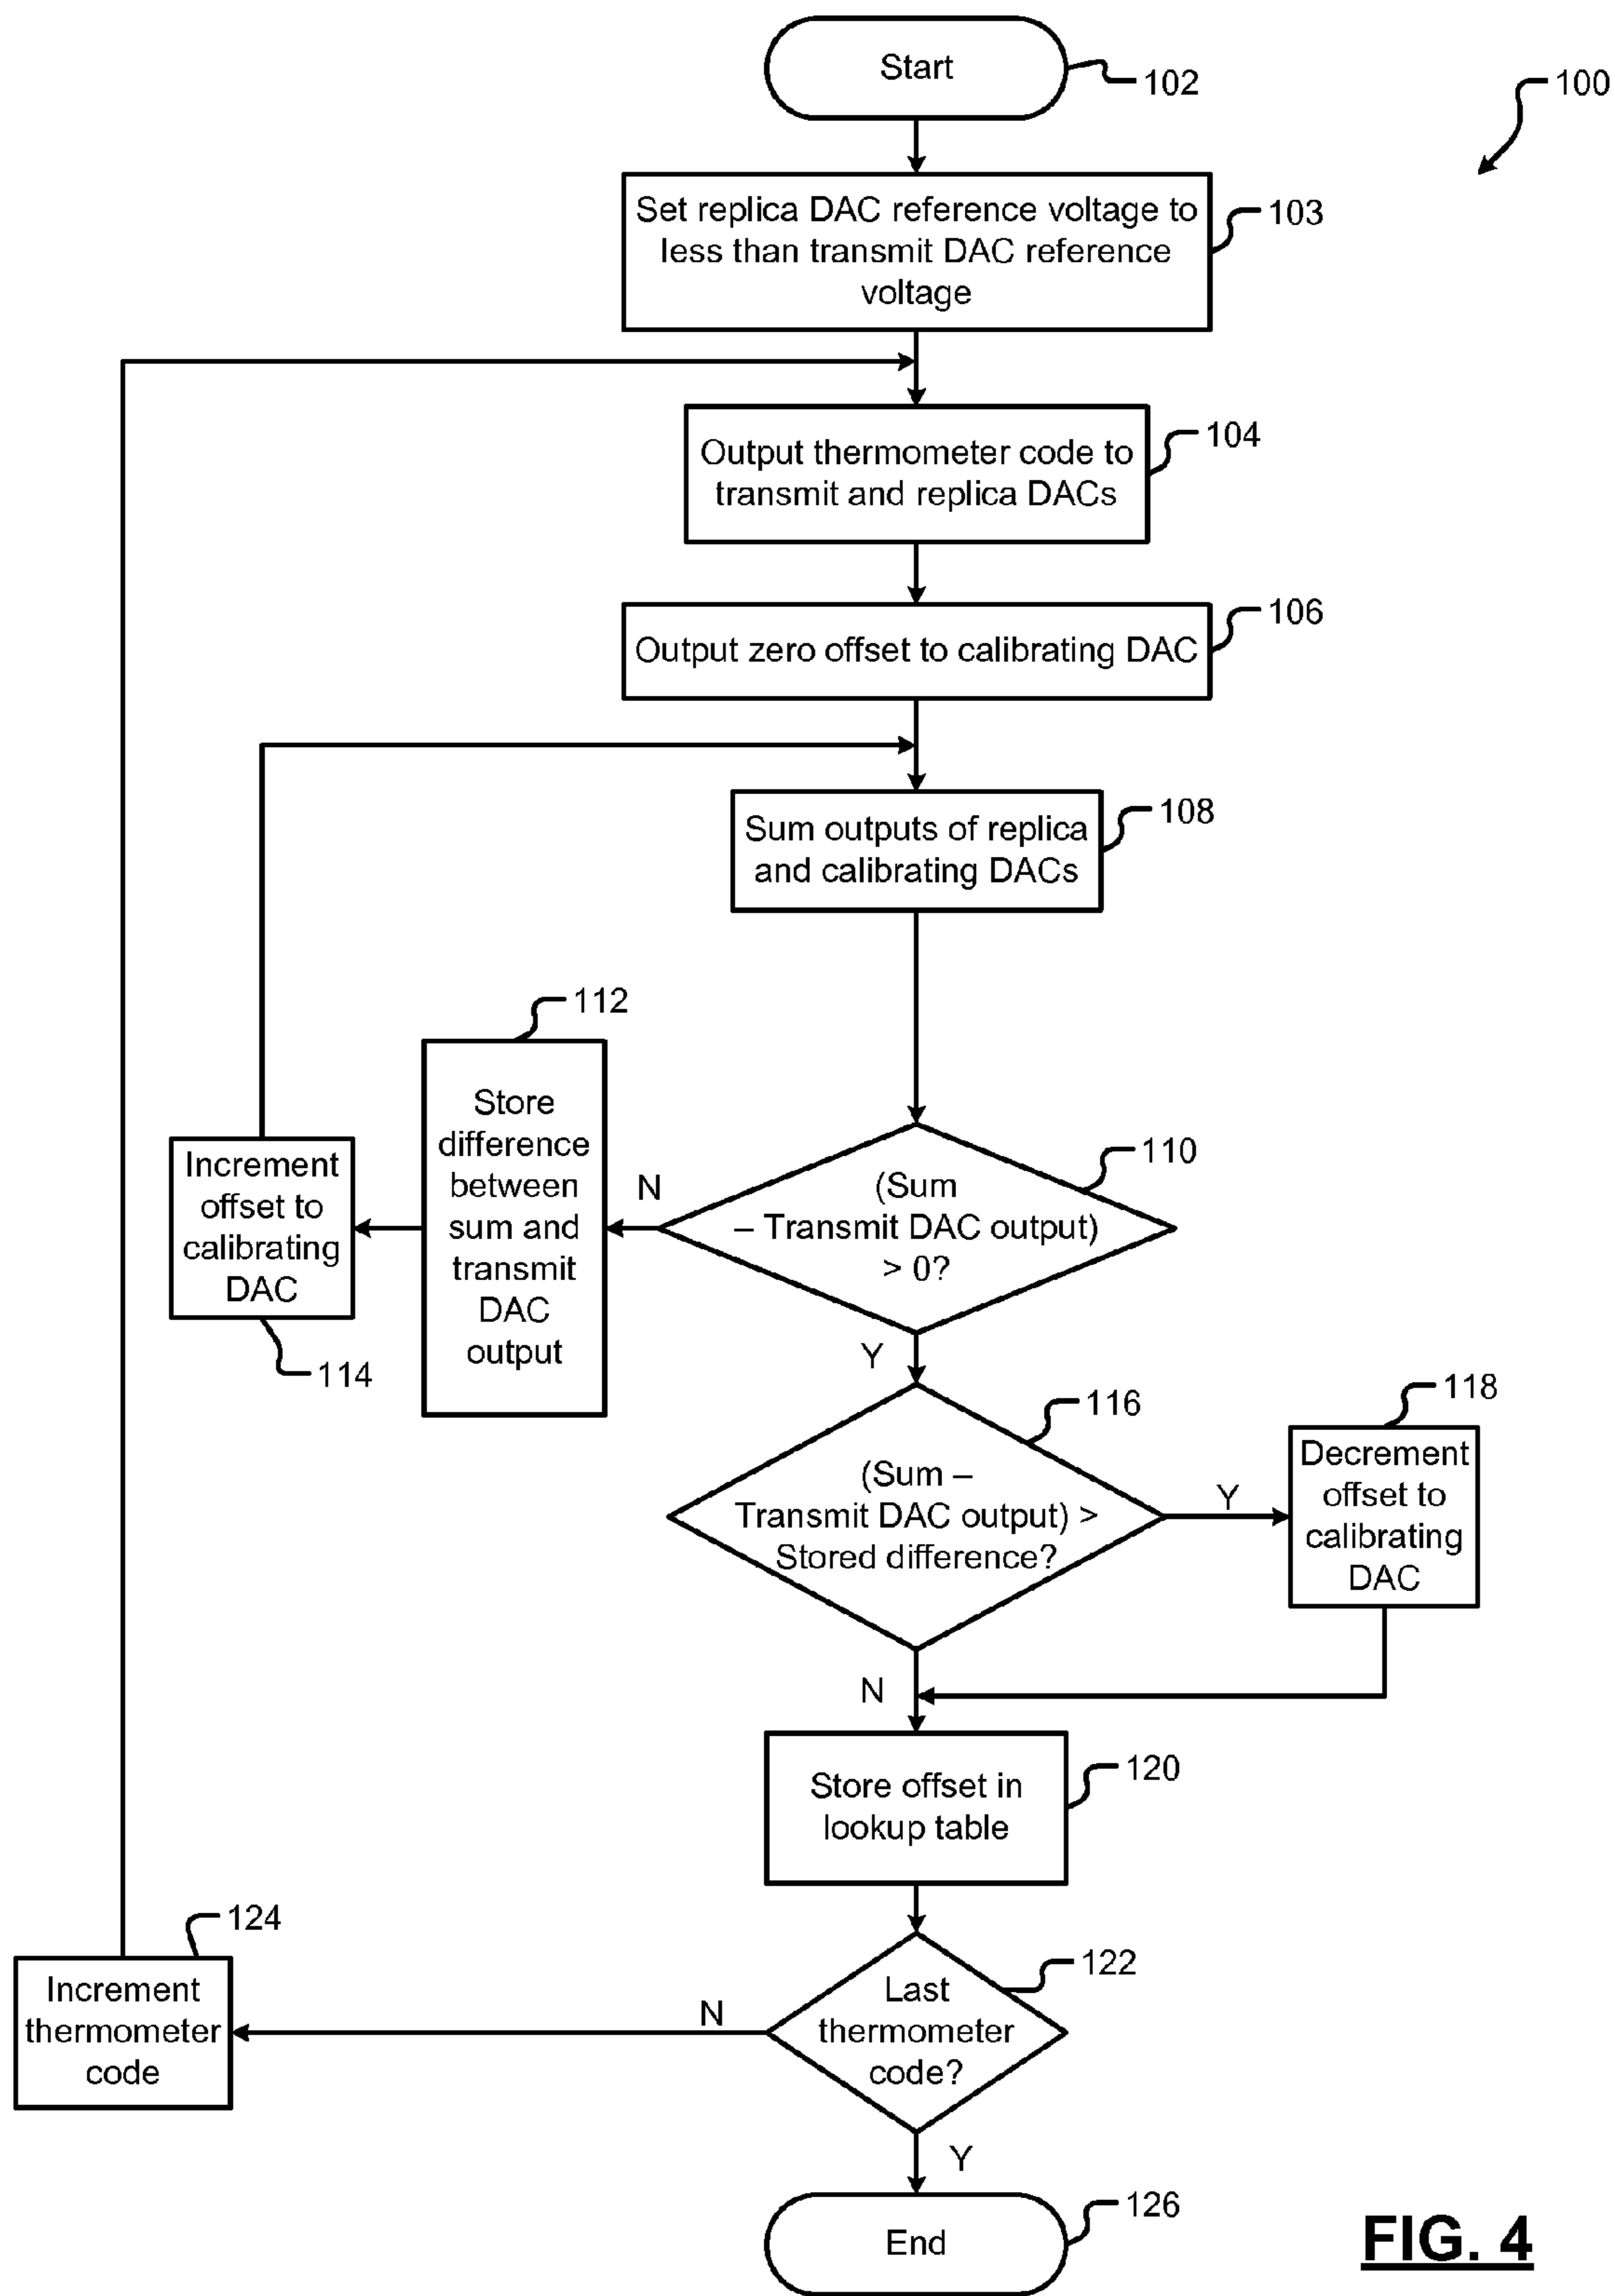 Start
102
100
Set replica DAC reference voltage to
less than transmit DAC reference
voltage
103
Output thermometer code to
transmit and replica DACs
104
Output zero offset to calibrating DAC
106
Sum outputs of replica
and calibrating DACs
108
112
Store
difference
between
sum and
transmit
DAC
output
Increment
offset to
calibrating
DAC
114
N
110
(Sum
– Transmit DAC output)
> 0?
Y
116
(Sum –
Transmit DAC output) >
Stored difference?
Y
118
Decrement
offset to
calibrating
DAC
N
Store offset in
lookup table
120
124
Increment
thermometer
code
N
122
Last
thermometer
code?
Y
End
126
FIG. 4